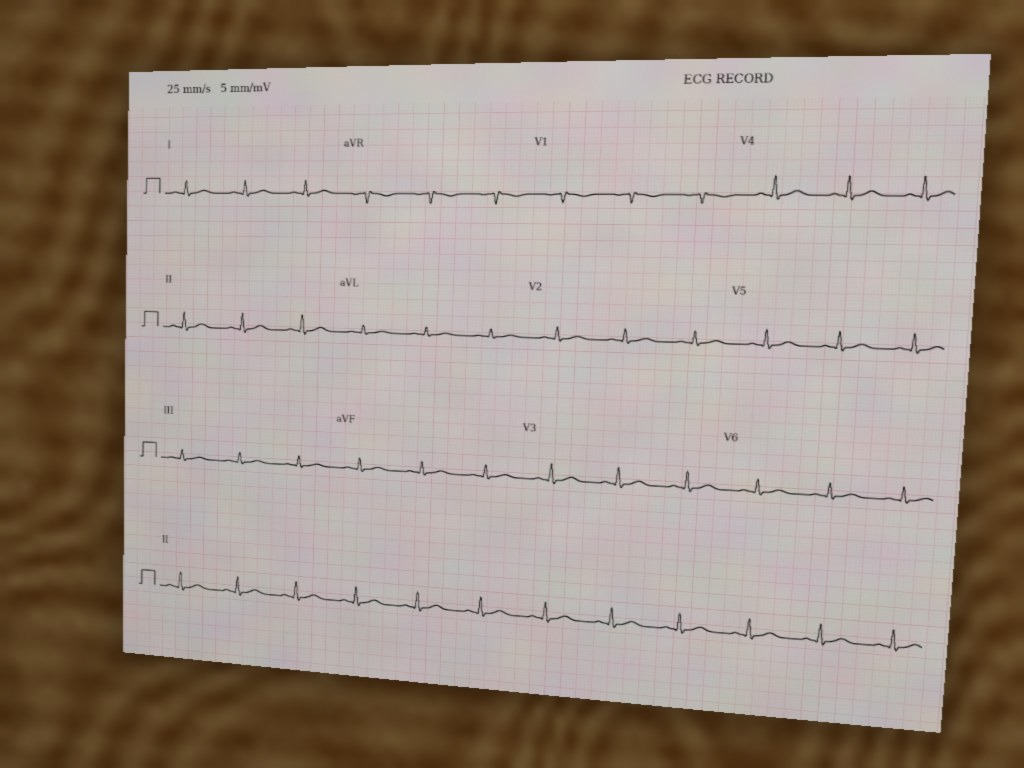 25 mm/s 5 mm/mV ECG RECORD
I aVR V1 V4
II aVL V2 V5
III aVF V3 V6
II